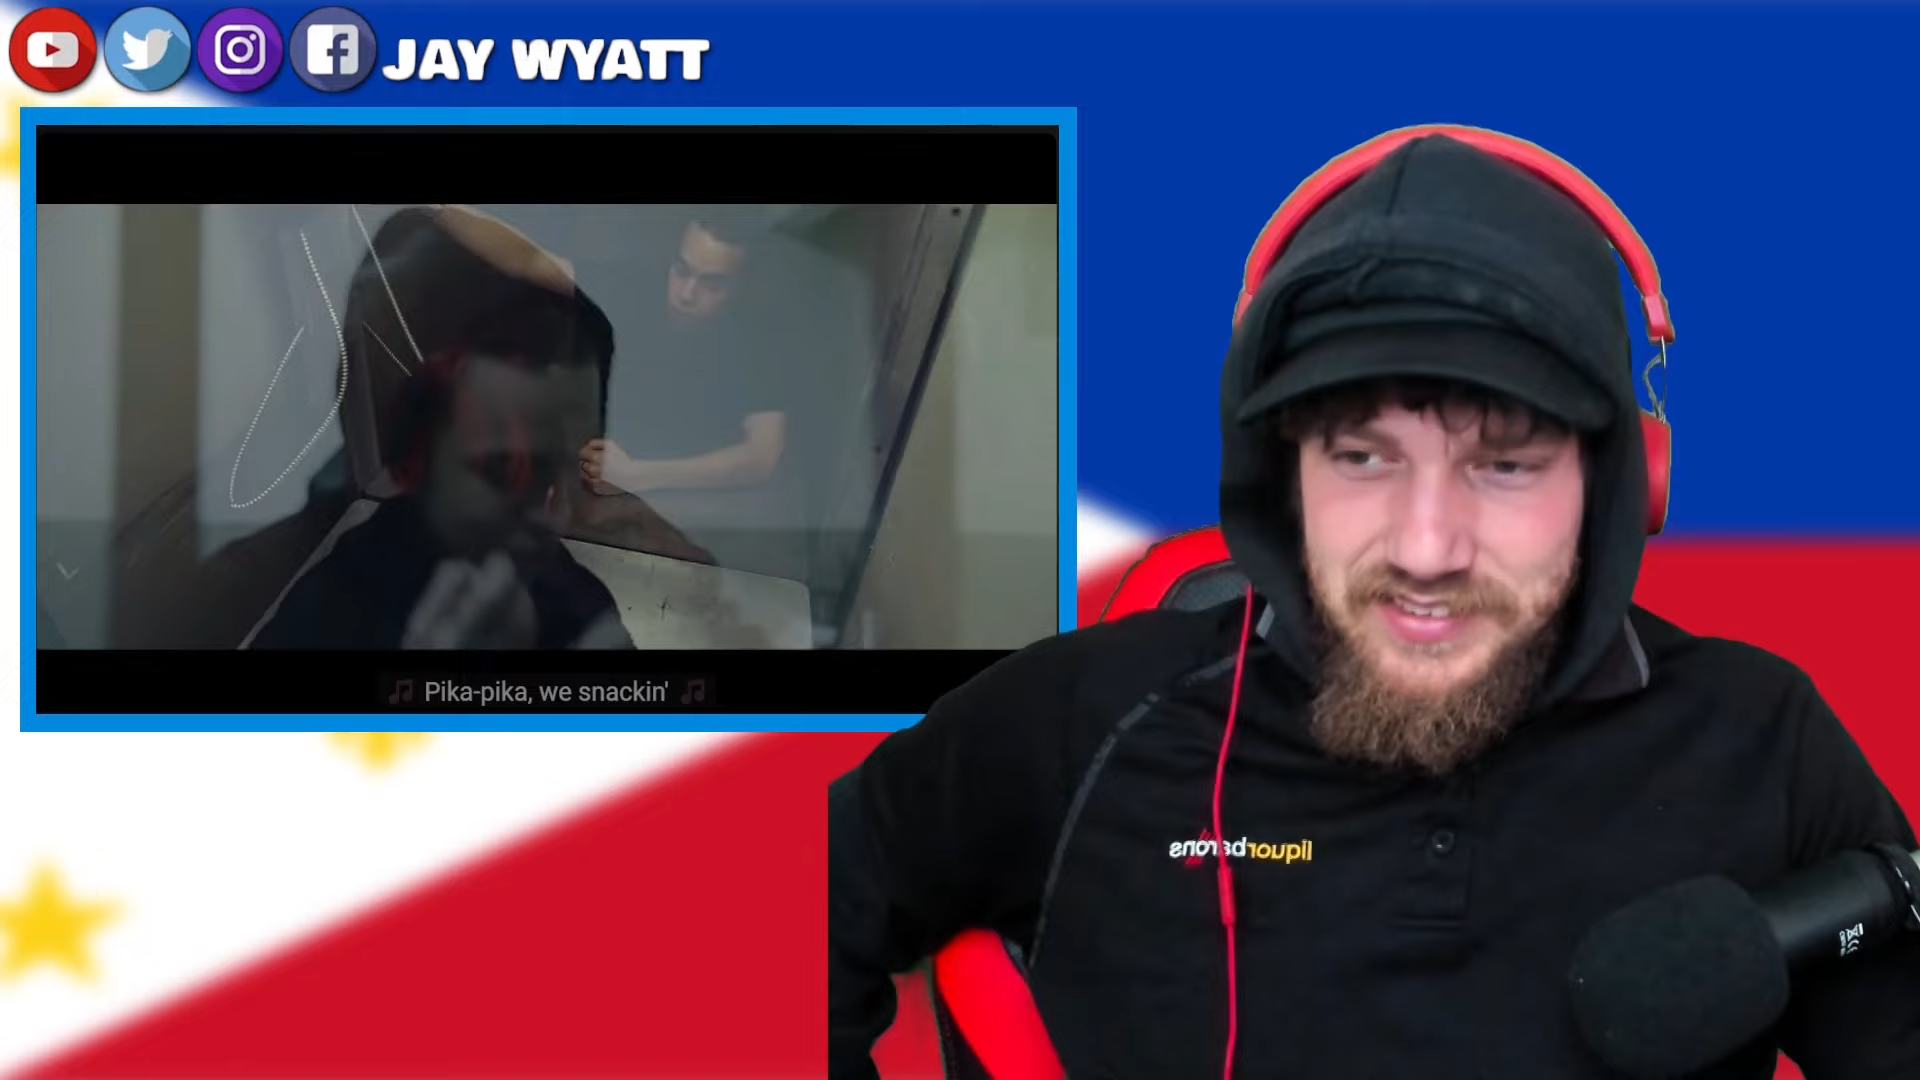 JAY WYATT
🎵 Pika-pika, we snackin' 🎵
liquorbarons